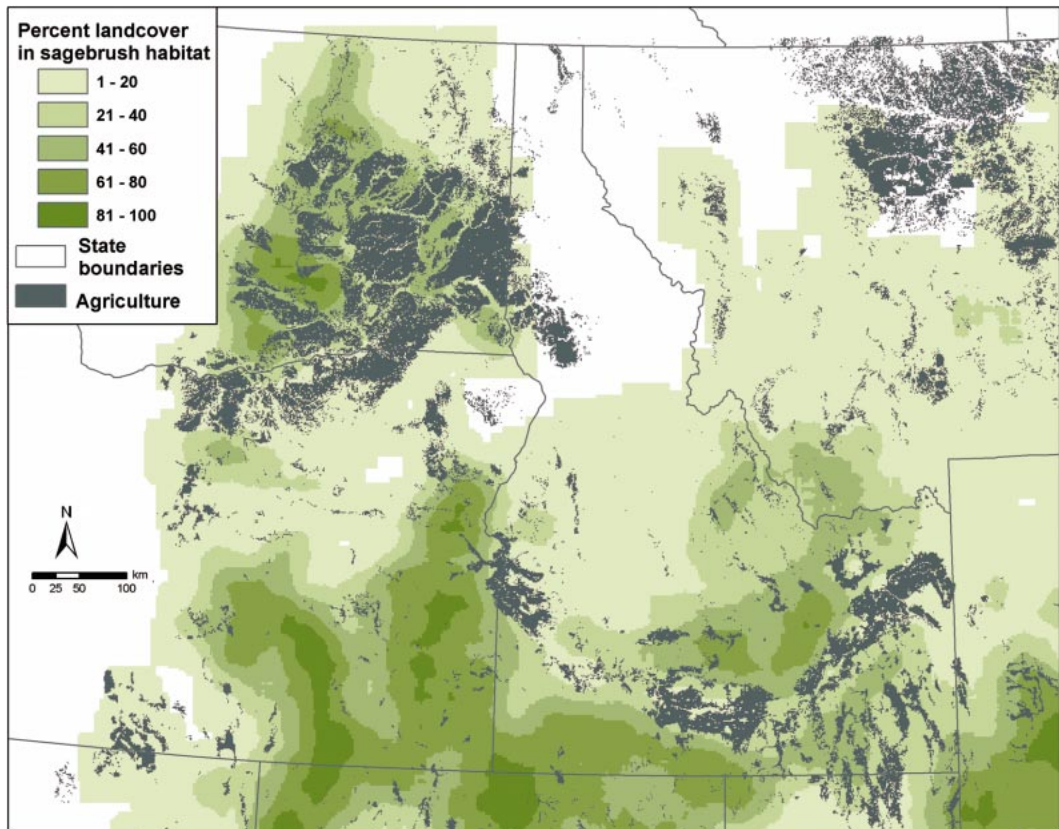 Percent landcover
in sagebrush habitat
1 - 20
21 - 40
41 - 60
61 - 80
81 - 100
State
boundaries
Agriculture
N
km
0 25 50 100